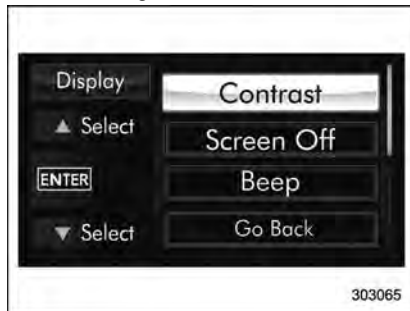 Display
▲ Select
ENTER
▼ Select
Contrast
Screen Off
Beep
Go Back
303065